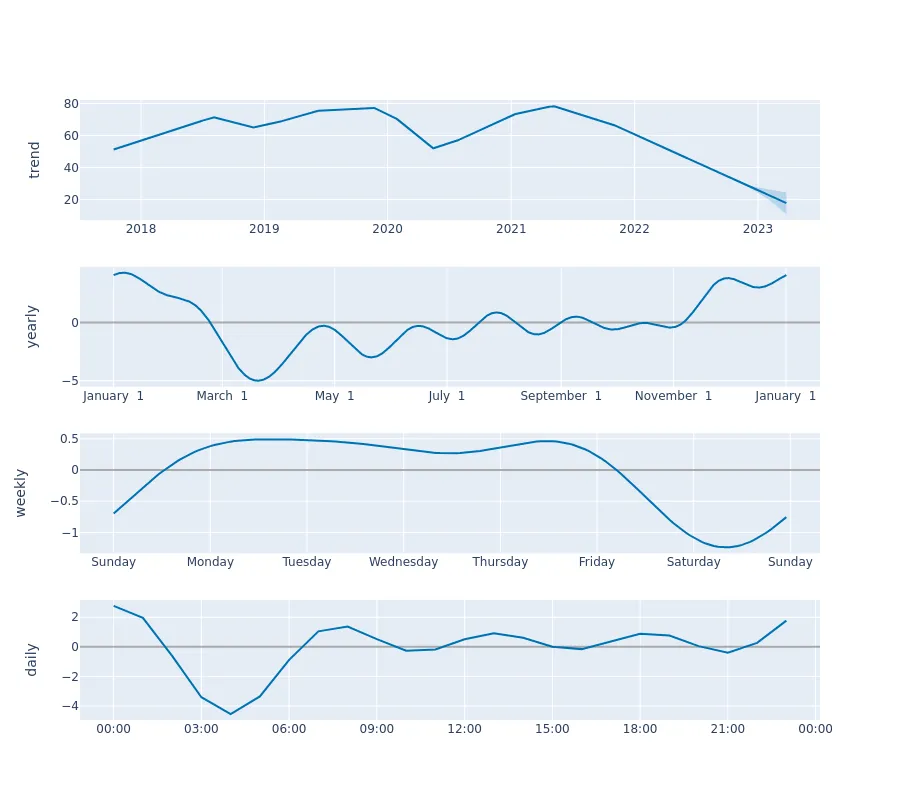 trend
80
60
40
20
2018 2019 2020 2021 2022 2023
yearly
0
−5
January 1 March 1 May 1 July 1 September 1 November 1 January 1
weekly
0.5
0
−0.5
−1
Sunday Monday Tuesday Wednesday Thursday Friday Saturday Sunday
daily
2
0
−2
−4
00:00 03:00 06:00 09:00 12:00 15:00 18:00 21:00 00:00